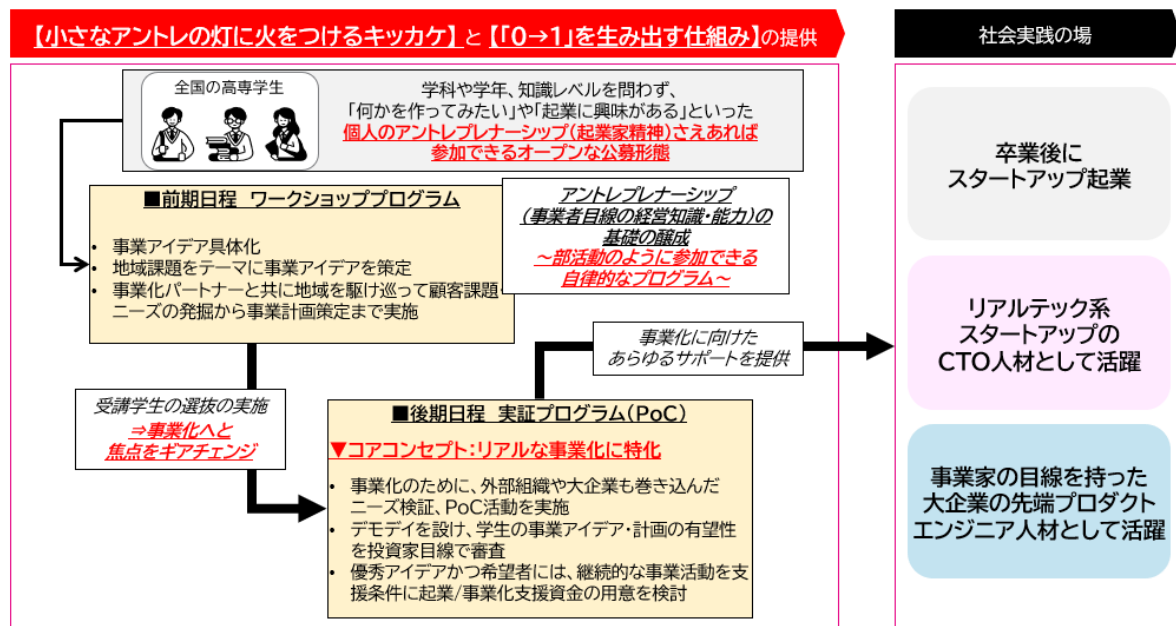 【小さなアントレの灯に火をつけるキッカケ】と【「0→1」を生み出す仕組み】の提供
社会実践の場
全国の高専学生
学科や学年、知識レベルを問わず、
「何かを作ってみたい」や「起業に興味がある」といった
個人のアントレプレナーシップ(起業家精神)さえあれば
参加できるオープンな公募形態
■前期日程 ワークショッププログラム
• 事業アイデア具体化
• 地域課題をテーマに事業アイデアを策定
• 事業化パートナーと共に地域を駆け巡って顧客課題・
ニーズの発掘から事業計画策定まで実施
アントレプレナーシップ
(事業者目線の経営知識・能力)の
基礎の醸成
~部活動のように参加できる
自律的なプログラム~
受講学生の選抜の実施
⇒事業化へと
焦点をギアチェンジ
事業化に向けた
あらゆるサポートを提供
■後期日程 実証プログラム(PoC)
▼コアコンセプト:リアルな事業化に特化
• 事業化のために、外部組織や大企業も巻き込んだ
ニーズ検証、PoC活動を実施
• デモデイを設け、学生の事業アイデア・計画の有望性
を投資家目線で審査
• 優秀アイデアかつ希望者には、継続的な事業活動を支
援条件に起業/事業化支援資金の用意を検討
卒業後に
スタートアップ起業
リアルテック系
スタートアップの
CTO人材として活躍
事業家の目線を持った
大企業の先端プロダクト
エンジニア人材として活躍